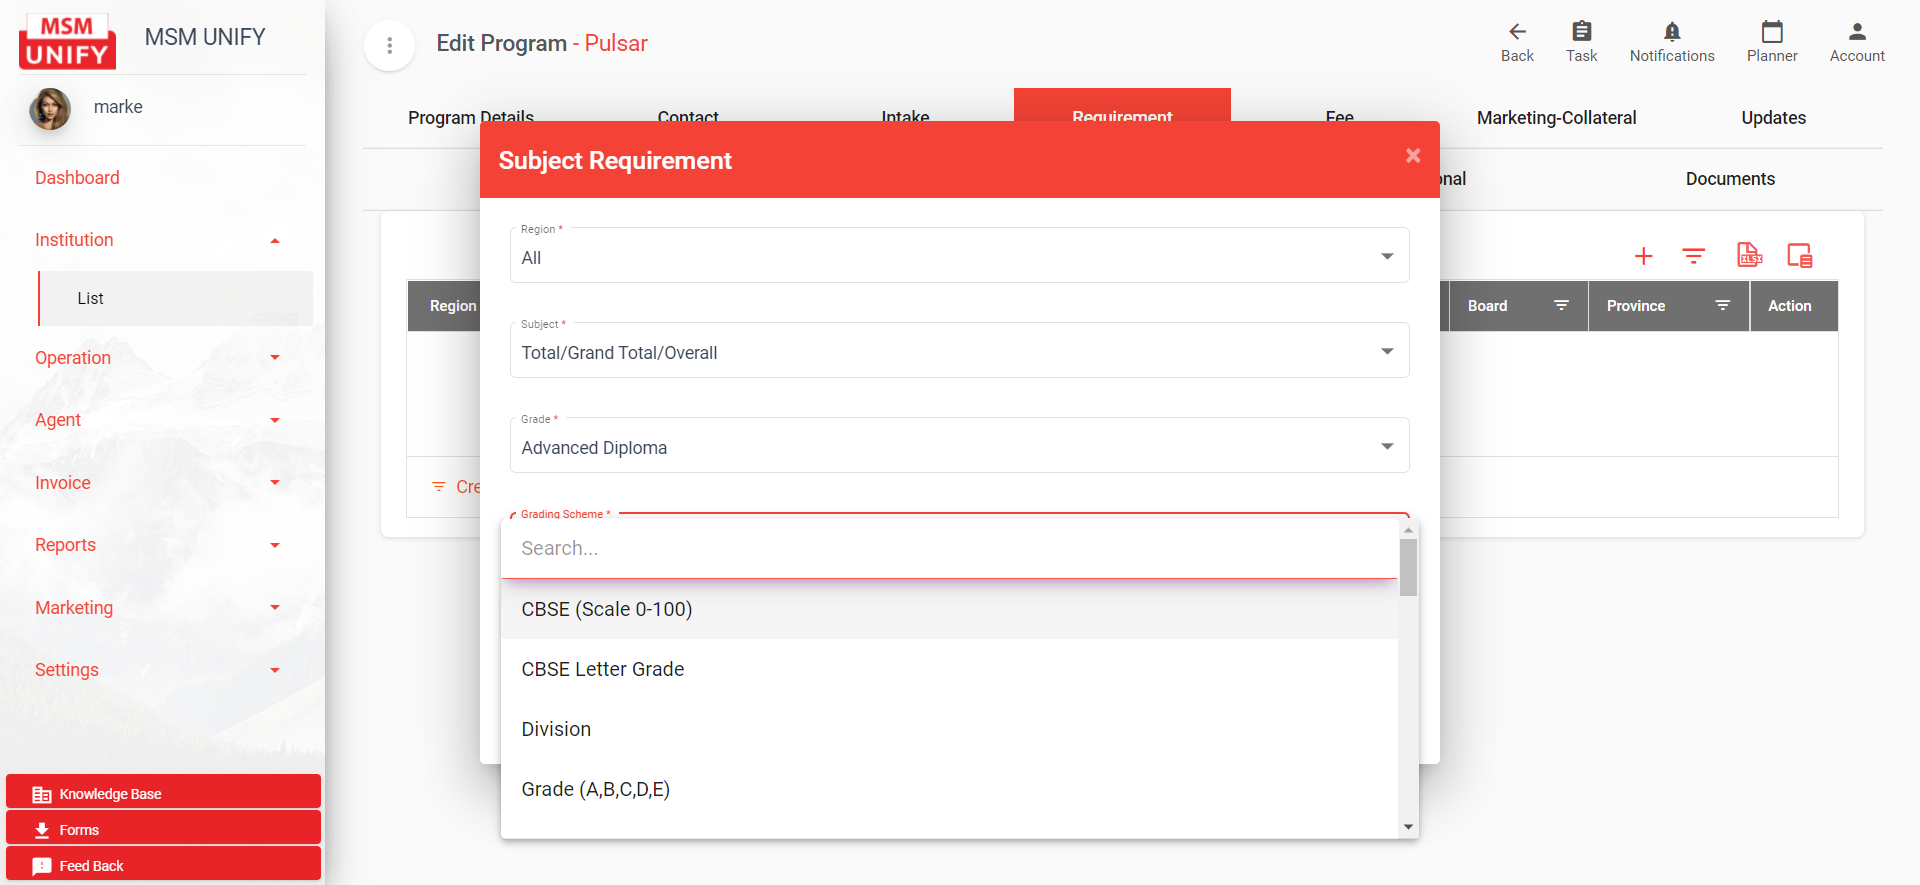 MSM
UNIFY
MSM UNIFY
marke
Dashboard
Institution
List
Operation
Agent
Invoice
Reports
Marketing
Settings
Knowledge Base
Forms
Feed Back
Edit Program - Pulsar
Back
Task
Notifications
Planner
Account
Program Details
Contact
Intake
Requirement
Fee
Marketing-Collateral
Updates
onal
Documents
Subject Requirement
×
Region *
All
Subject *
Total/Grand Total/Overall
Grade *
Advanced Diploma
Grading Scheme *
Search...
CBSE (Scale 0-100)
CBSE Letter Grade
Division
Grade (A,B,C,D,E)
XLSX
Region
Board
Province
Action
Cre